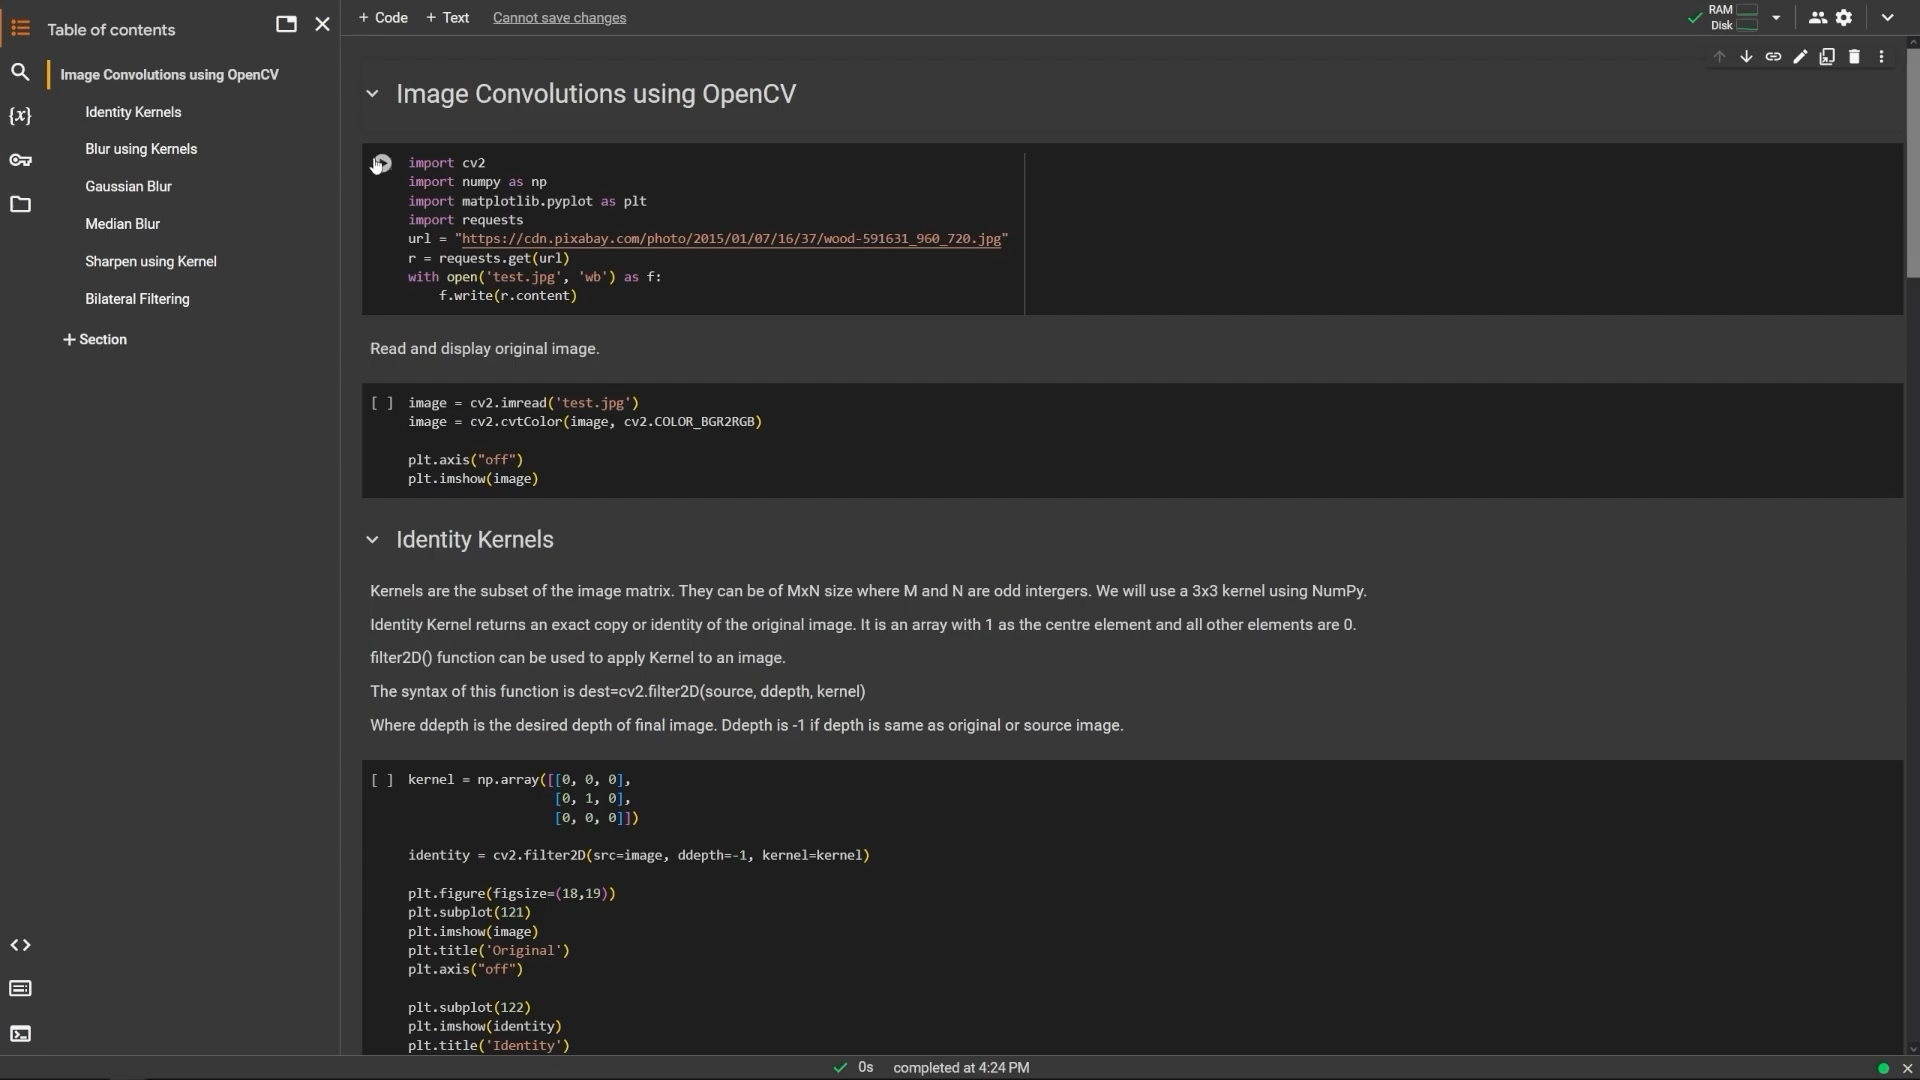 Table of contents
Image Convolutions using OpenCV
Identity Kernels
Blur using Kernels
Gaussian Blur
Median Blur
Sharpen using Kernel
Bilateral Filtering
+ Section
{x}
+ Code + Text Cannot save changes
RAM
Disk
Image Convolutions using OpenCV
import cv2
import numpy as np
import matplotlib.pyplot as plt
import requests
url = "https://cdn.pixabay.com/photo/2015/01/07/16/37/wood-591631_960_720.jpg"
r = requests.get(url)
with open('test.jpg', 'wb') as f:
    f.write(r.content)
Read and display original image.
[ ] image = cv2.imread('test.jpg')
image = cv2.cvtColor(image, cv2.COLOR_BGR2RGB)
plt.axis("off")
plt.imshow(image)
Identity Kernels
Kernels are the subset of the image matrix. They can be of MxN size where M and N are odd intergers. We will use a 3x3 kernel using NumPy.
Identity Kernel returns an exact copy or identity of the original image. It is an array with 1 as the centre element and all other elements are 0.
filter2D() function can be used to apply Kernel to an image.
The syntax of this function is dest=cv2.filter2D(source, ddepth, kernel)
Where ddepth is the desired depth of final image. Ddepth is -1 if depth is same as original or source image.
[ ] kernel = np.array([[0, 0, 0],
[0, 1, 0],
[0, 0, 0]])
identity = cv2.filter2D(src=image, ddepth=-1, kernel=kernel)
plt.figure(figsize=(18,19))
plt.subplot(121)
plt.imshow(image)
plt.title('Original')
plt.axis("off")
plt.subplot(122)
plt.imshow(identity)
plt.title('Identity')
0s completed at 4:24 PM